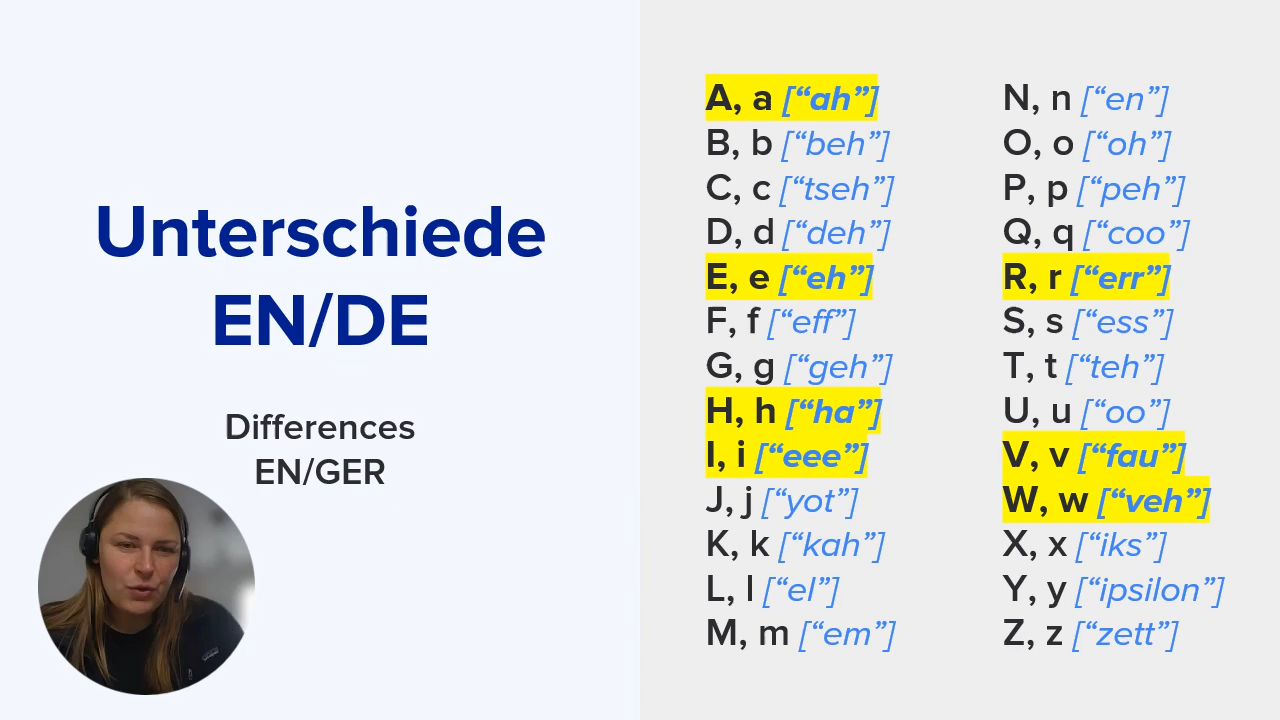 Unterschiede
EN/DE
Differences
EN/GER
A, a [“ah”]
B, b [“beh”]
C, c [“tseh”]
D, d [“deh”]
E, e [“eh”]
F, f [“eff”]
G, g [“geh”]
H, h [“ha”]
I, i [“eee”]
J, j [“yot”]
K, k [“kah”]
L, l [“el”]
M, m [“em”]
N, n [“en”]
O, o [“oh”]
P, p [“peh”]
Q, q [“coo”]
R, r [“err”]
S, s [“ess”]
T, t [“teh”]
U, u [“oo”]
V, v [“fau”]
W, w [“veh”]
X, x [“iks”]
Y, y [“ipsilon”]
Z, z [“zett”]